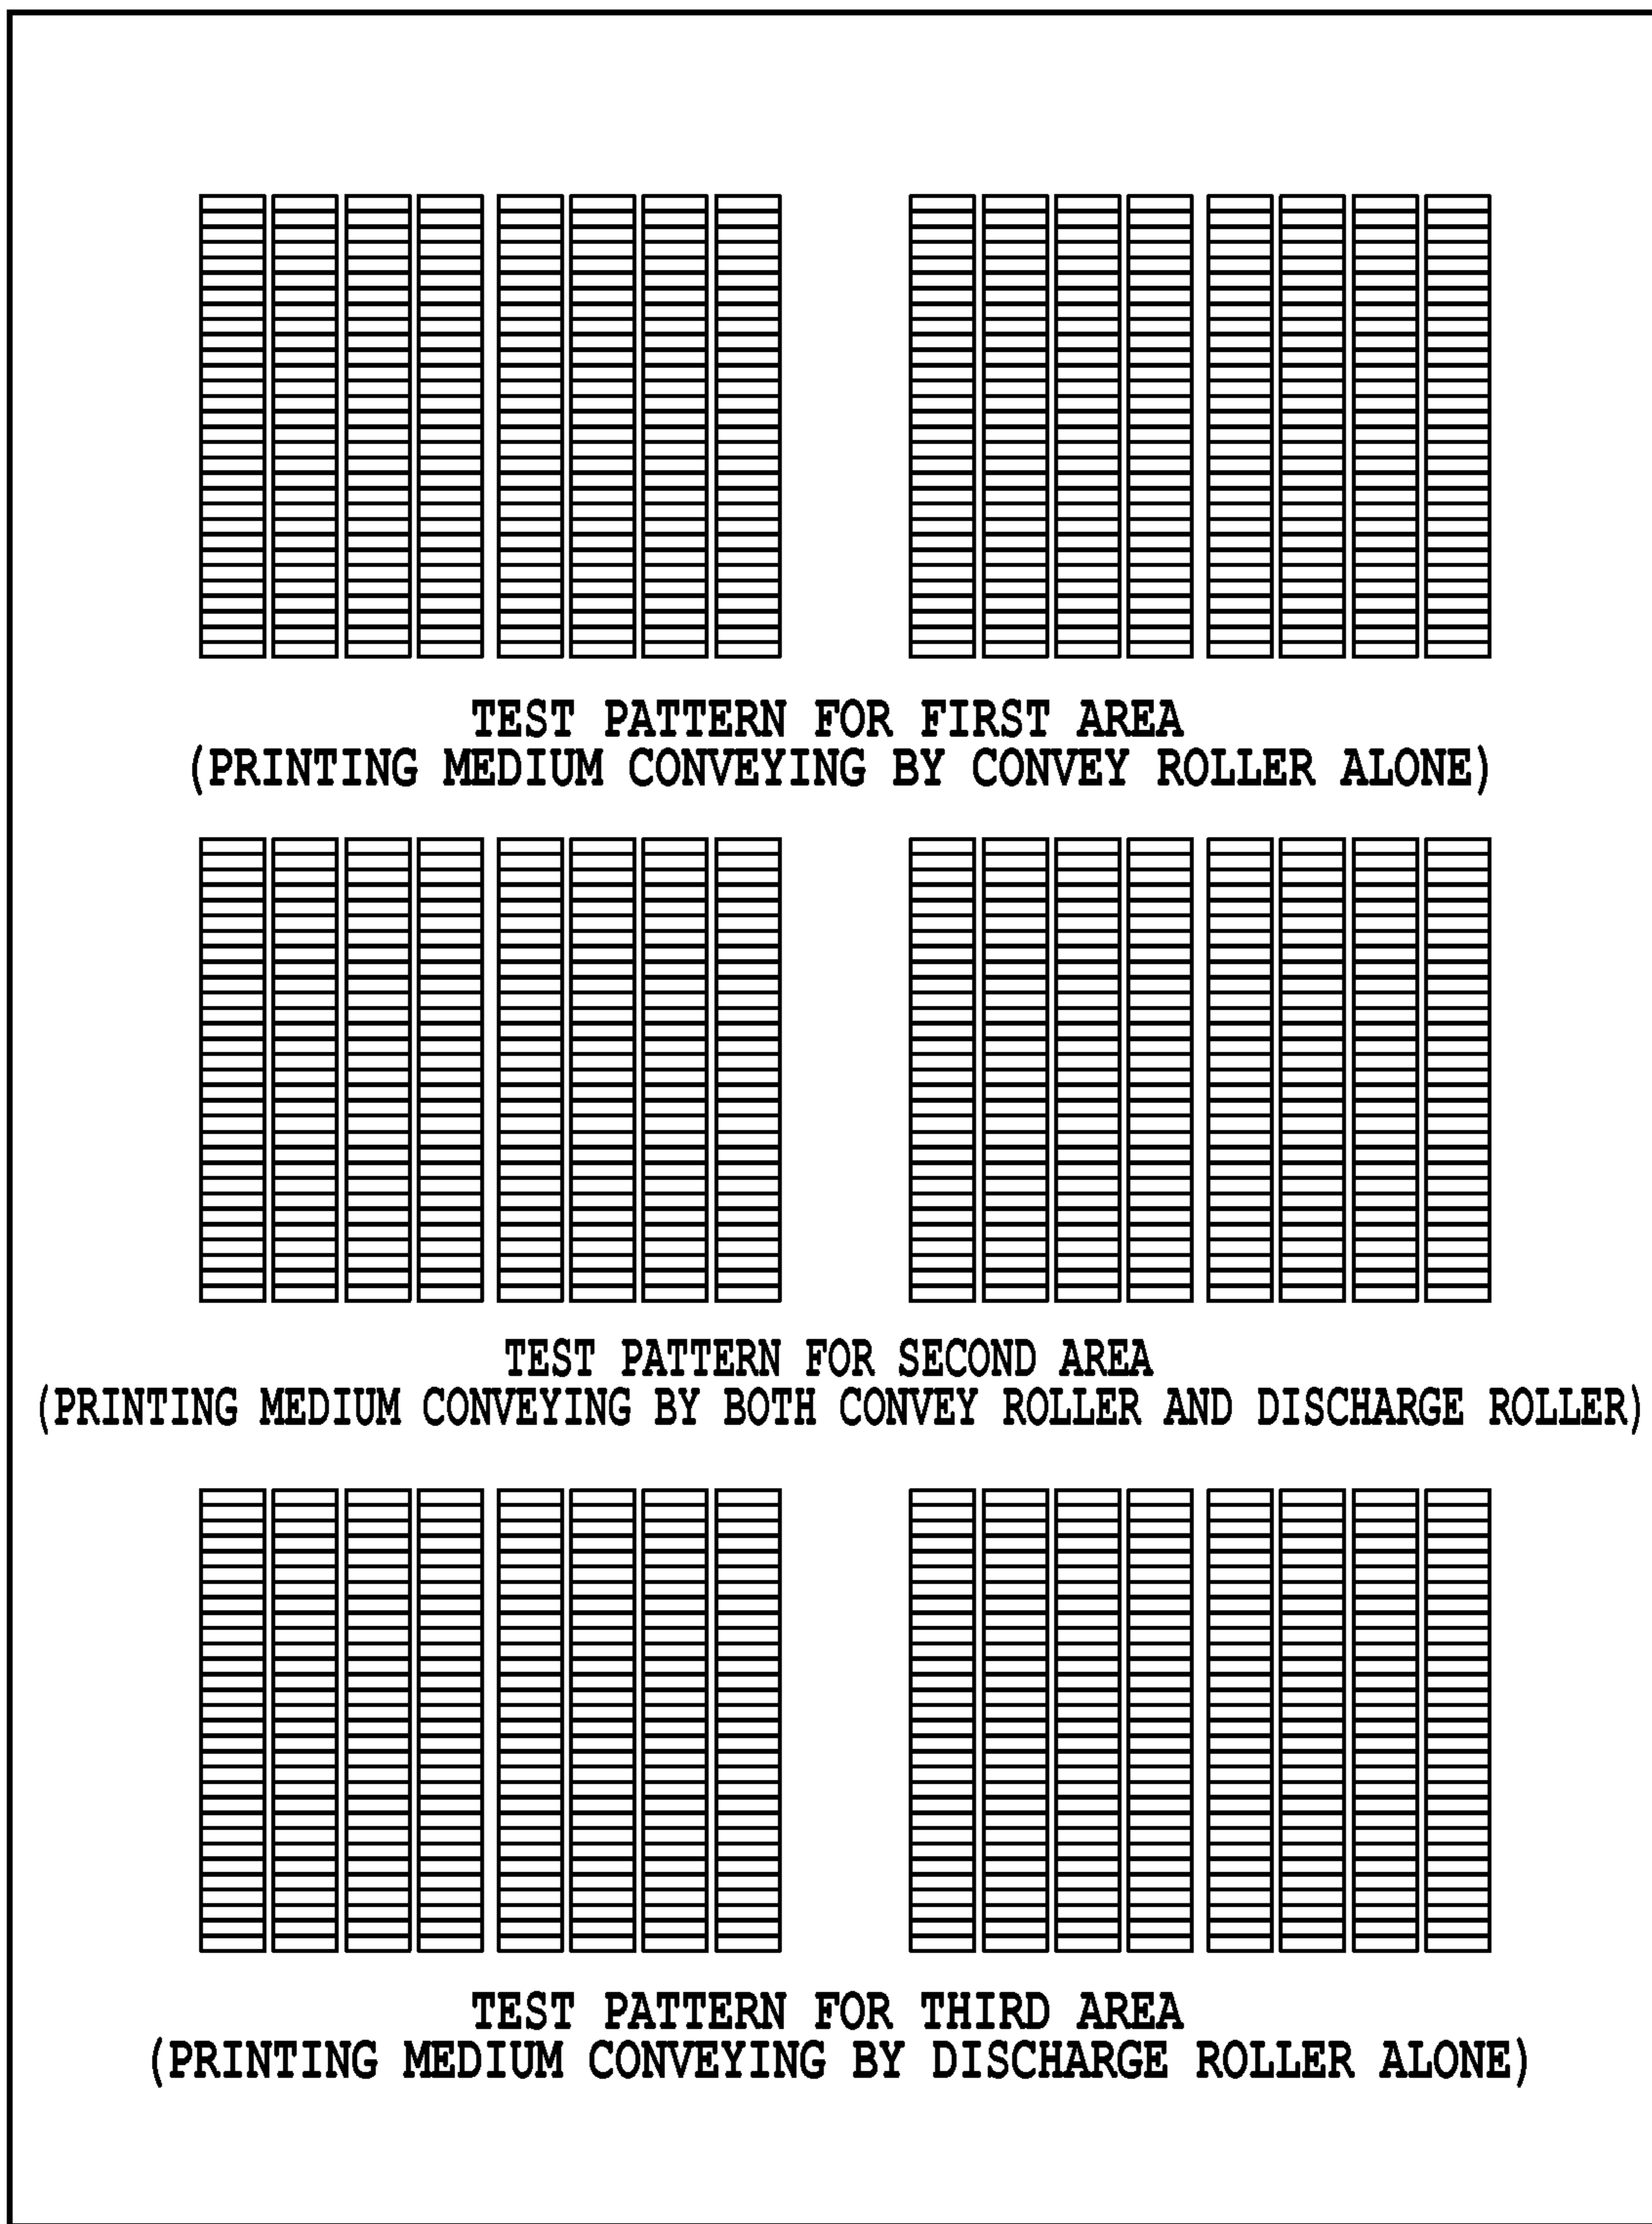 TEST PATTERN FOR FIRST AREA
(PRINTING MEDIUM CONVEYING BY CONVEY ROLLER ALONE)
TEST PATTERN FOR SECOND AREA
(PRINTING MEDIUM CONVEYING BY BOTH CONVEY ROLLER AND DISCHARGE ROLLER)
TEST PATTERN FOR THIRD AREA
(PRINTING MEDIUM CONVEYING BY DISCHARGE ROLLER ALONE)